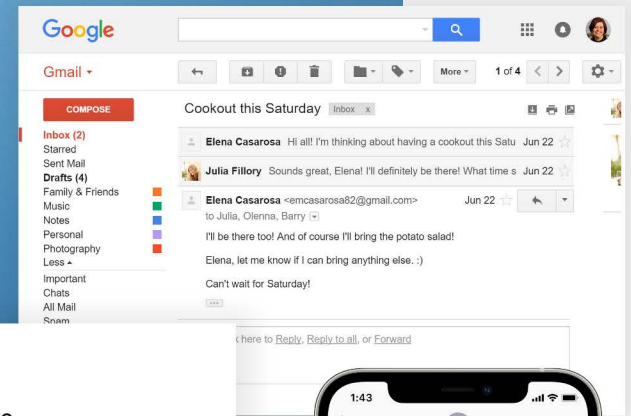 Google
Gmail
More
1 of 4
COMPOSE
Inbox (2)
Starred
Sent Mail
Drafts (4)
Family & Friends
Music
Notes
Personal
Photography
Less
Important
Chats
All Mail
Spam
Cookout this Saturday Inbox x
Elena Casarosa Hi all! I'm thinking about having a cookout this Satu Jun 22
Julia Fillory Sounds great, Elena! I'll definitely be there! What time s Jun 22
Elena Casarosa <emcasarosa82@gmail.com> Jun 22
to Julia, Olenna, Barry
I'll be there too! And of course I'll bring the potato salad!
Elena, let me know if I can bring anything else. :)
Can't wait for Saturday!
here to Reply, Reply to all, or Forward
1:43